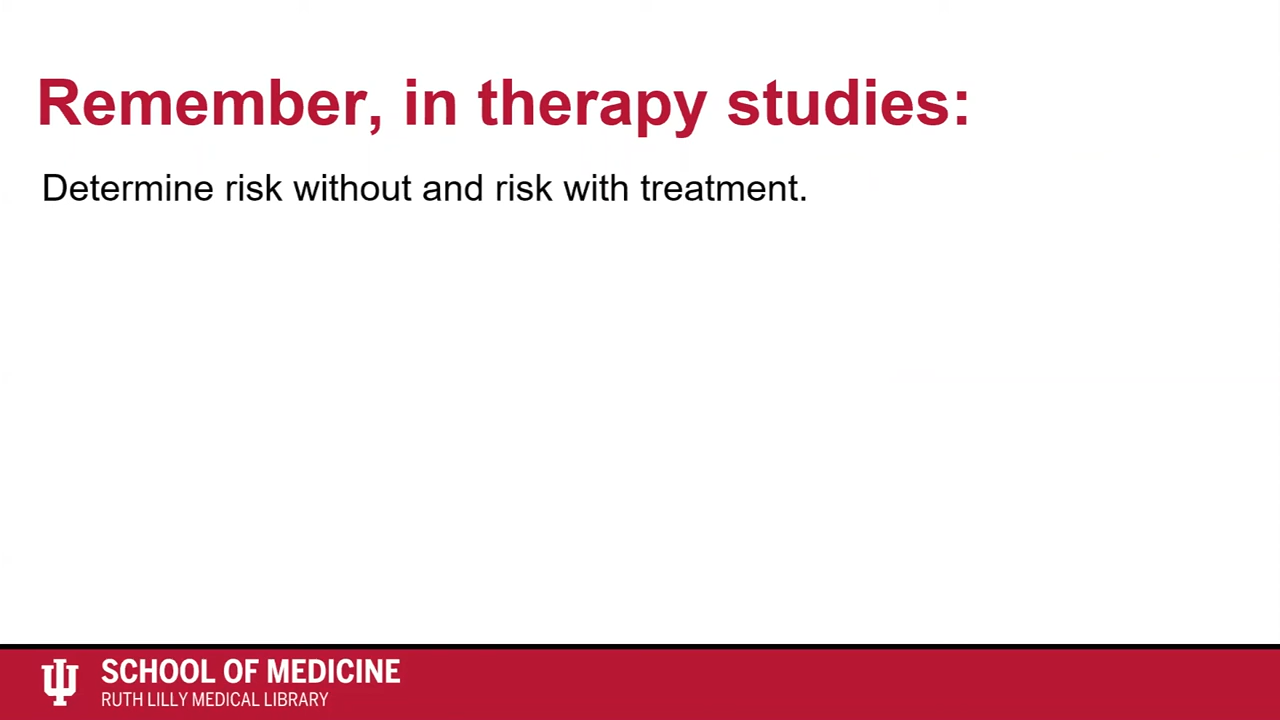 Remember, in therapy studies:
Determine risk without and risk with treatment.
SCHOOL OF MEDICINE
RUTH LILLY MEDICAL LIBRARY